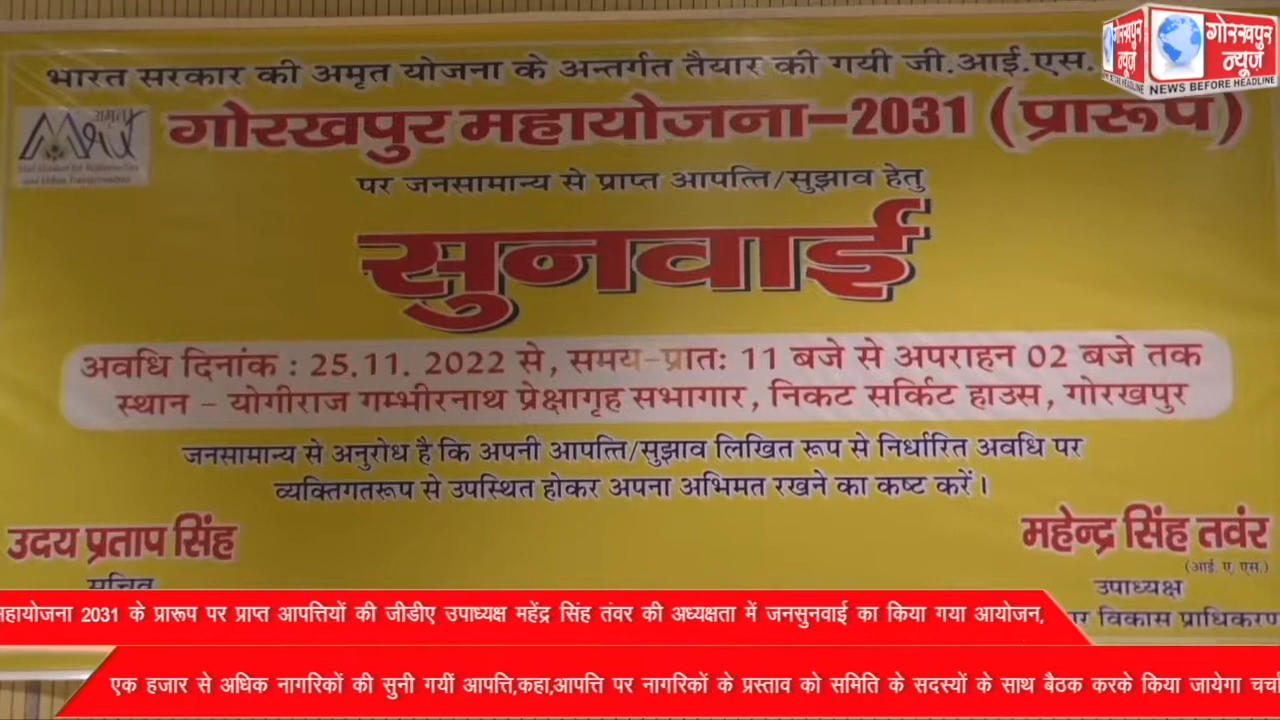 भारत सरकार की अमृत योजना के अन्तर्गत तैयार की गयी जी.आई.एस.
गोरखपुर न्यूज
NEWS BEFORE HEADLINE
अमृत
गोरखपुर महायोजना–2031 (प्रारूप)
पर जनसामान्य से प्राप्त आपत्ति/सुझाव हेतु
सुनवाई
अवधि दिनांक : 25.11. 2022 से, समय–प्रातः 11 बजे से अपराहन 02 बजे तक
स्थान – योगीराज गम्भीरनाथ प्रेक्षागृह सभागार, निकट सर्किट हाउस, गोरखपुर
जनसामान्य से अनुरोध है कि अपनी आपत्ति/सुझाव लिखित रूप से निर्धारित अवधि पर
व्यक्तिगतरूप से उपस्थित होकर अपना अभिमत रखने का कष्ट करें।
उदय प्रताप सिंह
सचिव
महेन्द्र सिंह तवंर
(आई. ए. एस.)
उपाध्यक्ष
विकास प्राधिकरण
महायोजना 2031 के प्रारूप पर प्राप्त आपत्तियों की जीडीए उपाध्यक्ष महेंद्र सिंह तंवर की अध्यक्षता में जनसुनवाई का किया गया आयोजन,
एक हजार से अधिक नागरिकों की सुनी गयीं आपत्ति,कहा,आपत्ति पर नागरिकों के प्रस्ताव को समिति के सदस्यों के साथ बैठक करके किया जायेगा चर्चा